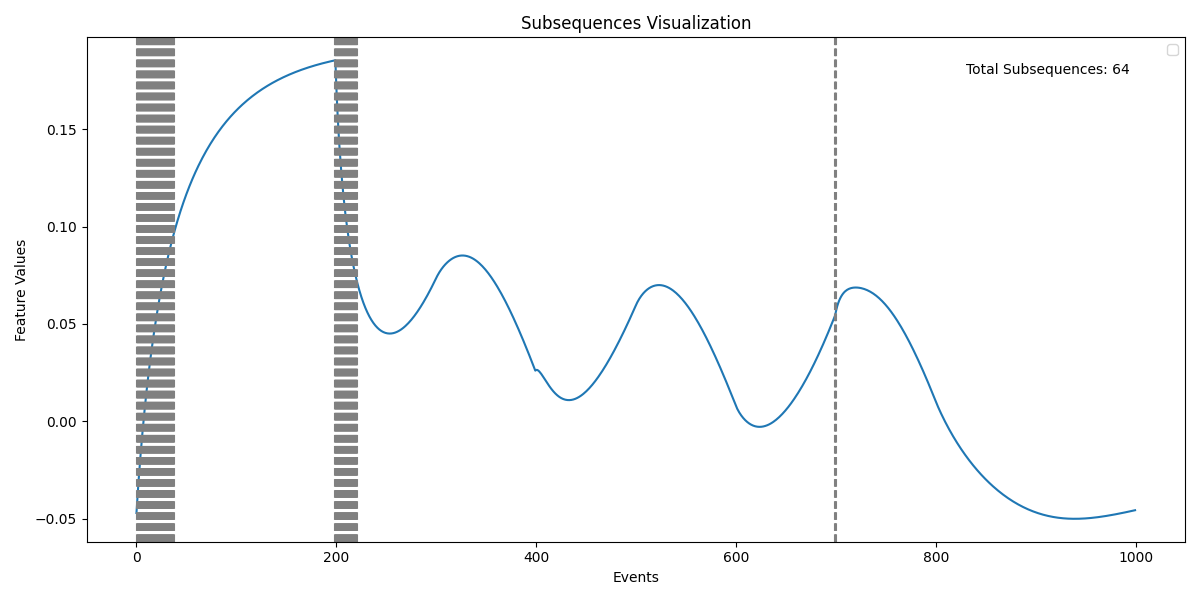 Subsequences Visualization
Total Subsequences: 64
Feature Values
0.15
0.10
0.05
0.00
−0.05
0
200
400
600
800
1000
Events